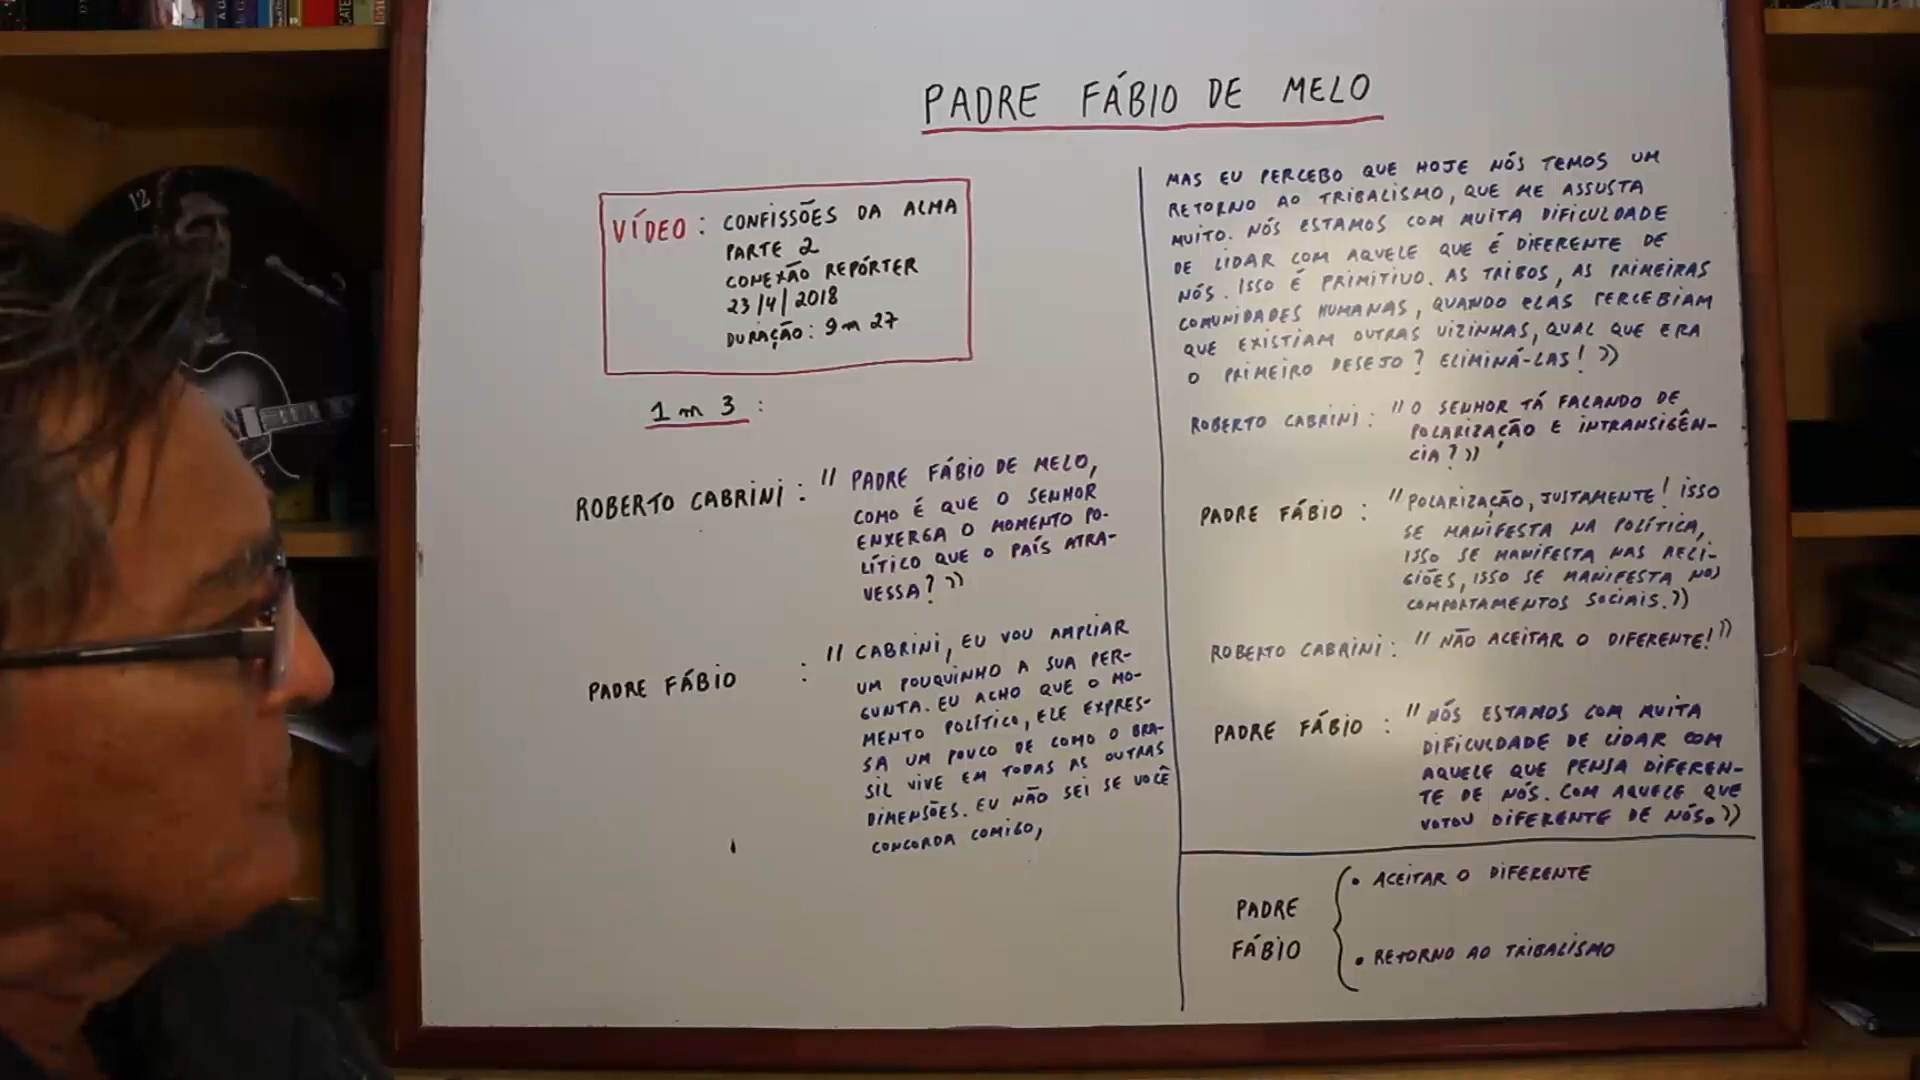 PADRE FÁBIO DE MELO
VÍDEO: CONFISSÕES DA ALMA
PARTE 2
CONEXÃO REPÓRTER
23/4/2018
DURAÇÃO: 9m 27
1m 3:
ROBERTO CABRINI: " PADRE FÁBIO DE MELO,
COMO É QUE O SENHOR
ENXERGA O MOMENTO PO-
LÍTICO QUE O PAÍS ATRA-
VESSA? "
PADRE FÁBIO : " CABRINI, EU VOU AMPLIAR
UM POUQUINHO A SUA PER-
GUNTA. EU ACHO QUE O MO-
MENTO POLÍTICO, ELE EXPRES-
SA UM POUCO DE COMO O BRA-
SIL VIVE EM TODAS AS OUTRAS
DIMENSÕES. EU NÃO SEI SE VOCÊ
CONCORDA COMIGO,
MAS EU PERCEBO QUE HOJE NÓS TEMOS UM
RETORNO AO TRIBALISMO, QUE ME ASSUSTA
MUITO. NÓS ESTAMOS COM MUITA DIFICULDADE
DE LIDAR COM AQUELE QUE É DIFERENTE DE
NÓS. ISSO É PRIMITIVO. AS TRIBOS, AS PRIMEIRAS
COMUNIDADES HUMANAS, QUANDO ELAS PERCEBIAM
QUE EXISTIAM OUTRAS VIZINHAS, QUAL QUE ERA
O PRIMEIRO DESEJO? ELIMINÁ-LAS! "
ROBERTO CABRINI: " O SENHOR TÁ FALANDO DE
POLARIZAÇÃO E INTRANSIGÊN-
CIA? "
PADRE FÁBIO : " POLARIZAÇÃO, JUSTAMENTE! ISSO
SE MANIFESTA NA POLÍTICA,
ISSO SE MANIFESTA NAS RELI-
GIÕES, ISSO SE MANIFESTA NOS
COMPORTAMENTOS SOCIAIS. "
ROBERTO CABRINI: " NÃO ACEITAR O DIFERENTE! "
PADRE FÁBIO : " NÓS ESTAMOS COM MUITA
DIFICULDADE DE LIDAR COM
AQUELE QUE PENSA DIFEREN-
TE DE NÓS. COM AQUELE QUE
VOTOU DIFERENTE DE NÓS. "
PADRE
FÁBIO
• ACEITAR O DIFERENTE
• RETORNO AO TRIBALISMO
12